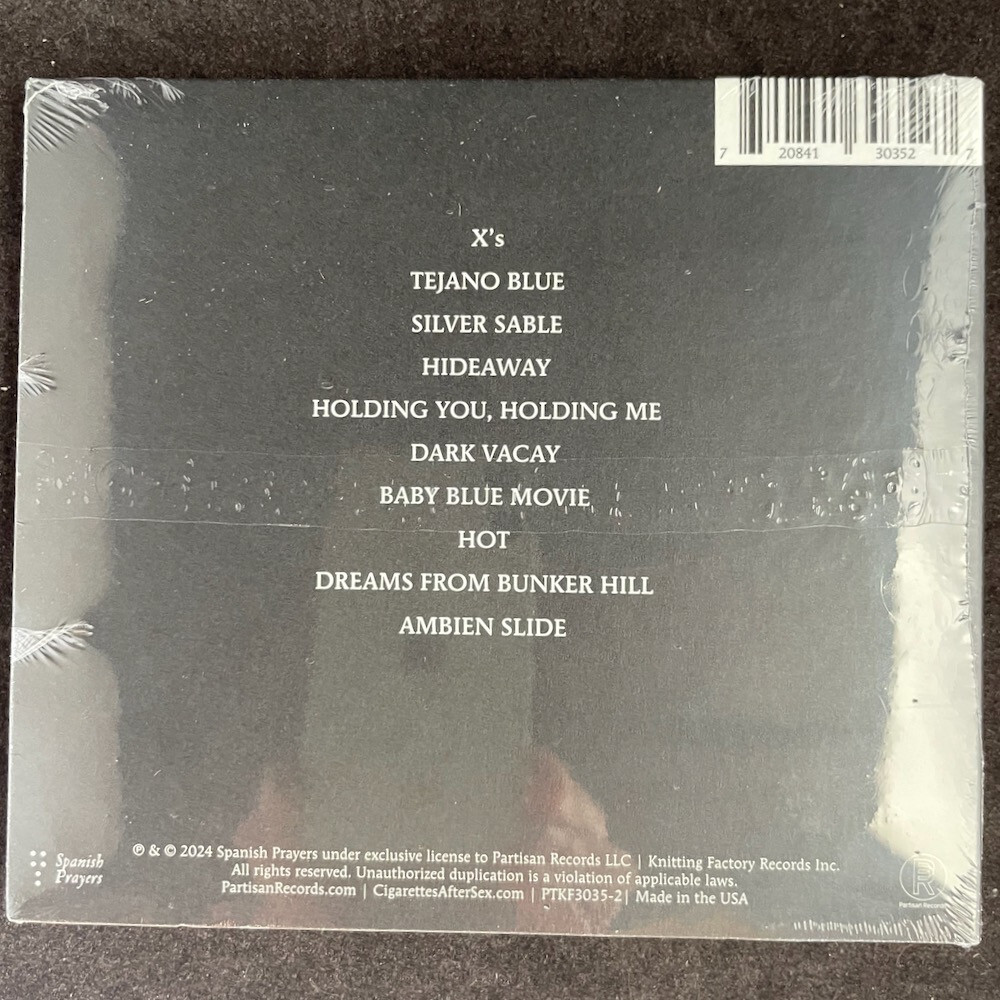 7 20841 30352 7
X's
TEJANO BLUE
SILVER SABLE
HIDEAWAY
HOLDING YOU, HOLDING ME
DARK VACAY
BABY BLUE MOVIE
HOT
DREAMS FROM BUNKER HILL
AMBIEN SLIDE
Spanish
Prayers
℗ & © 2024 Spanish Prayers under exclusive license to Partisan Records LLC | Knitting Factory Records Inc.
All rights reserved. Unauthorized duplication is a violation of applicable laws.
PartisanRecords.com | CigarettesAfterSex.com | PTKF3035-2| Made in the USA
R
Partisan Records